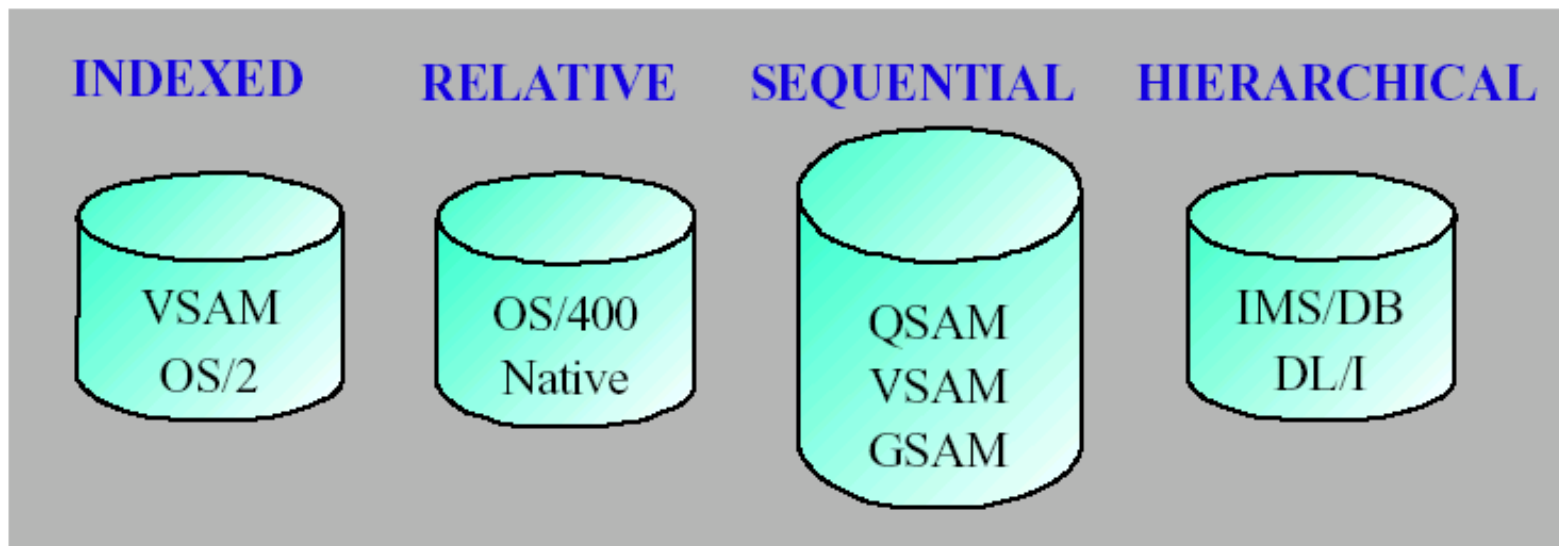 INDEXED
RELATIVE
SEQUENTIAL
HIERARCHICAL
VSAM
OS/2
OS/400
Native
QSAM
VSAM
GSAM
IMS/DB
DL/I